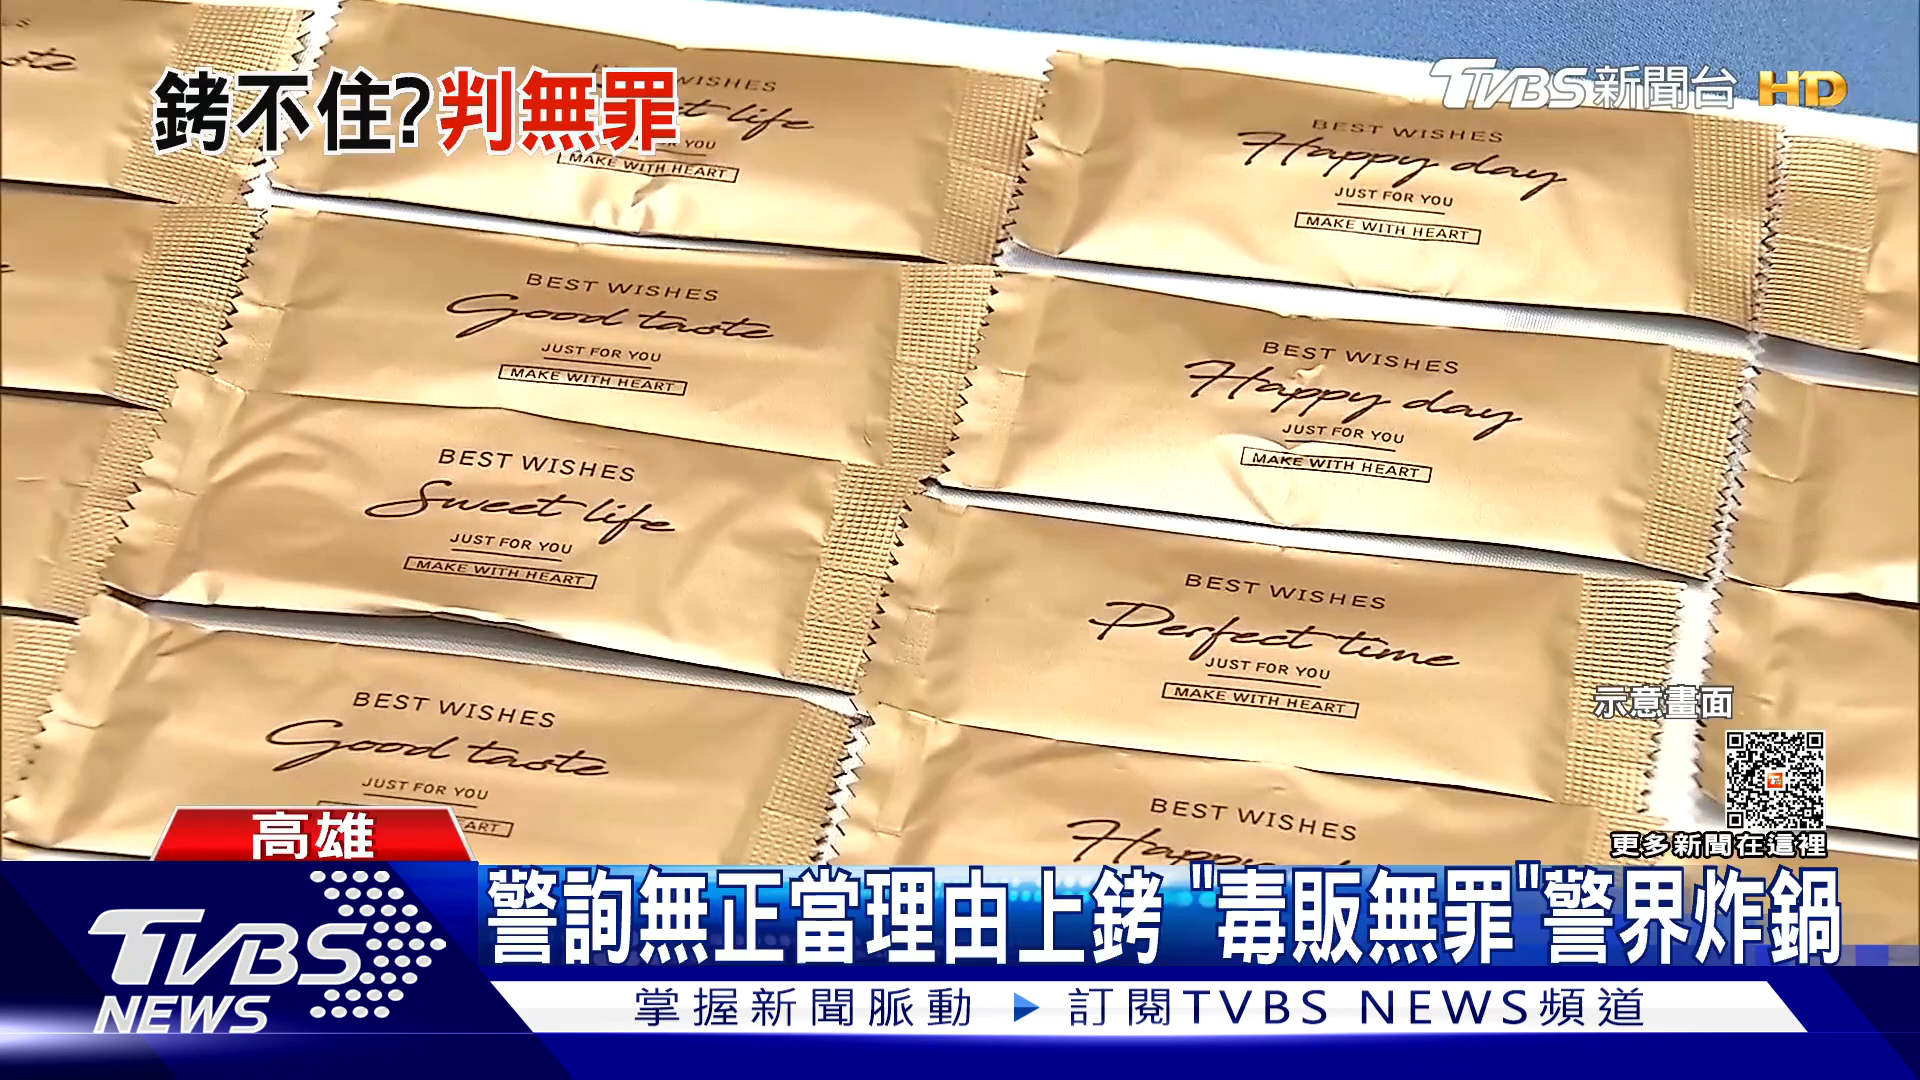 銬不住?判無罪
TVBS新聞台 HD
BEST WISHES
Happy day
JUST FOR YOU
MAKE WITH HEART
WISHES
life
YOU
MAKE WITH HEART
BEST WISHES
Good taste
JUST FOR YOU
MAKE WITH HEART
BEST WISHES
Happy day
JUST FOR YOU
MAKE WITH HEART
BEST WISHES
Sweet life
JUST FOR YOU
MAKE WITH HEART
BEST WISHES
Perfect time
JUST FOR YOU
MAKE WITH HEART
BEST WISHES
Good taste
JUST FOR YOU
BEST WISHES
示意畫面
更多新聞在這裡
高雄
警詢無正當理由上銬 "毒販無罪"警界炸鍋
TVBS NEWS
掌握新聞脈動 ▶ 訂閱TVBS NEWS頻道